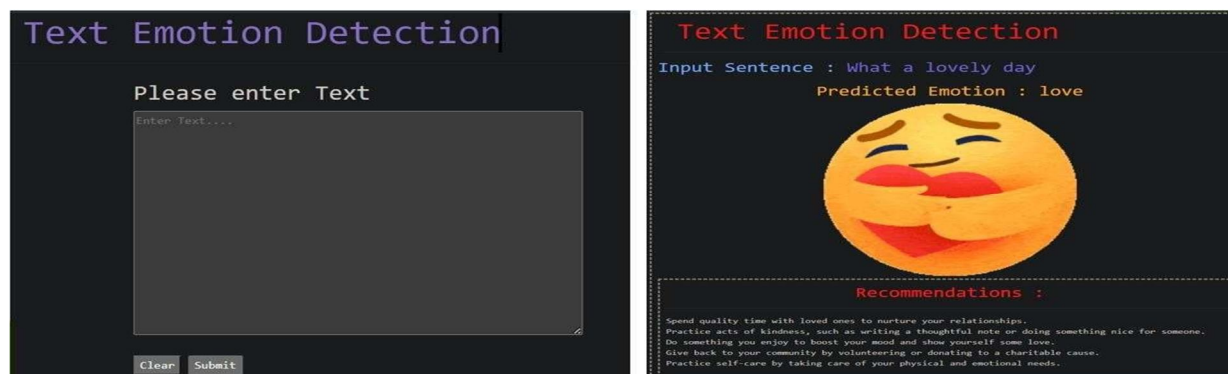 Text Emotion Detection
Please enter Text
Enter Text....
Clear Submit
Text Emotion Detection
Input Sentence : What a lovely day
Predicted Emotion : love
Recommendations :
Spend quality time with loved ones to nurture your relationships.
Practice acts of kindness, such as writing a thoughtful note or doing something nice for someone.
Do something you enjoy to boost your mood and show yourself some love.
Give back to your community by volunteering or donating to a charitable cause.
Practice self-care by taking care of your physical and emotional needs.